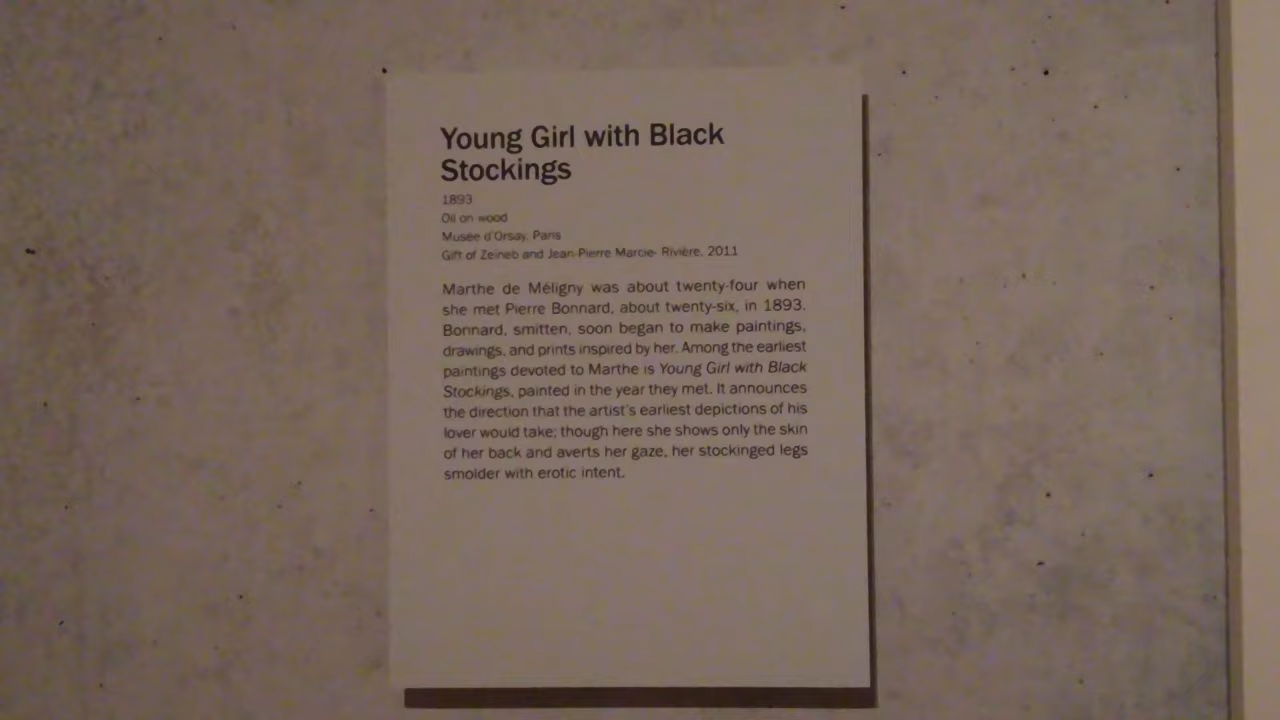 Young Girl with Black
Stockings
1893
Oil on wood
Musée d'Orsay, Paris
Gift of Zeineb and Jean-Pierre Marcie- Rivière, 2011
Marthe de Méligny was about twenty-four when
she met Pierre Bonnard, about twenty-six, in 1893.
Bonnard, smitten, soon began to make paintings,
drawings, and prints inspired by her. Among the earliest
paintings devoted to Marthe is Young Girl with Black
Stockings, painted in the year they met. It announces
the direction that the artist's earliest depictions of his
lover would take; though here she shows only the skin
of her back and averts her gaze, her stockinged legs
smolder with erotic intent.